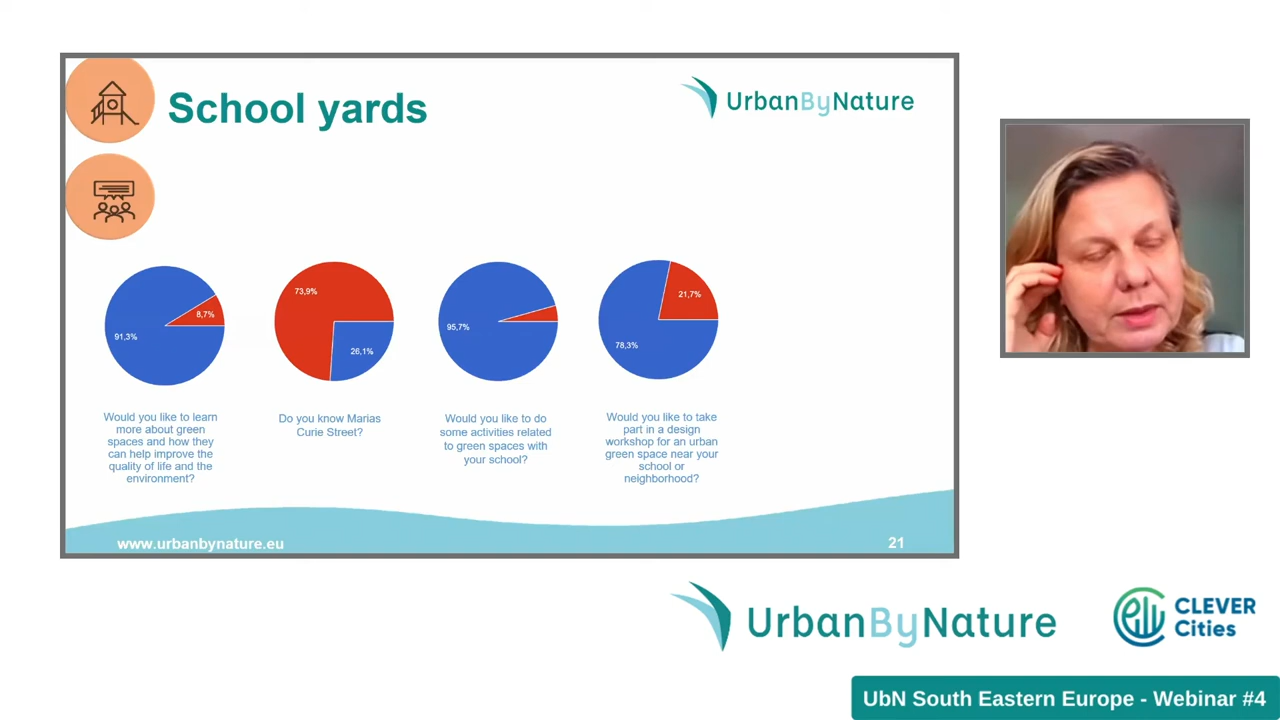 School yards
UrbanByNature
91,3%
8,7%
73,9%
26,1%
95,7%
78,3%
21,7%
Would you like to learn
more about green
spaces and how they
can help improve the
quality of life and the
environment?
Do you know Marias
Curie Street?
Would you like to do
some activities related
to green spaces with
your school?
Would you like to take
part in a design
workshop for an urban
green space near your
school or
neighborhood?
www.urbanbynature.eu
21
UrbanByNature
CLEVER
Cities
UbN South Eastern Europe - Webinar #4